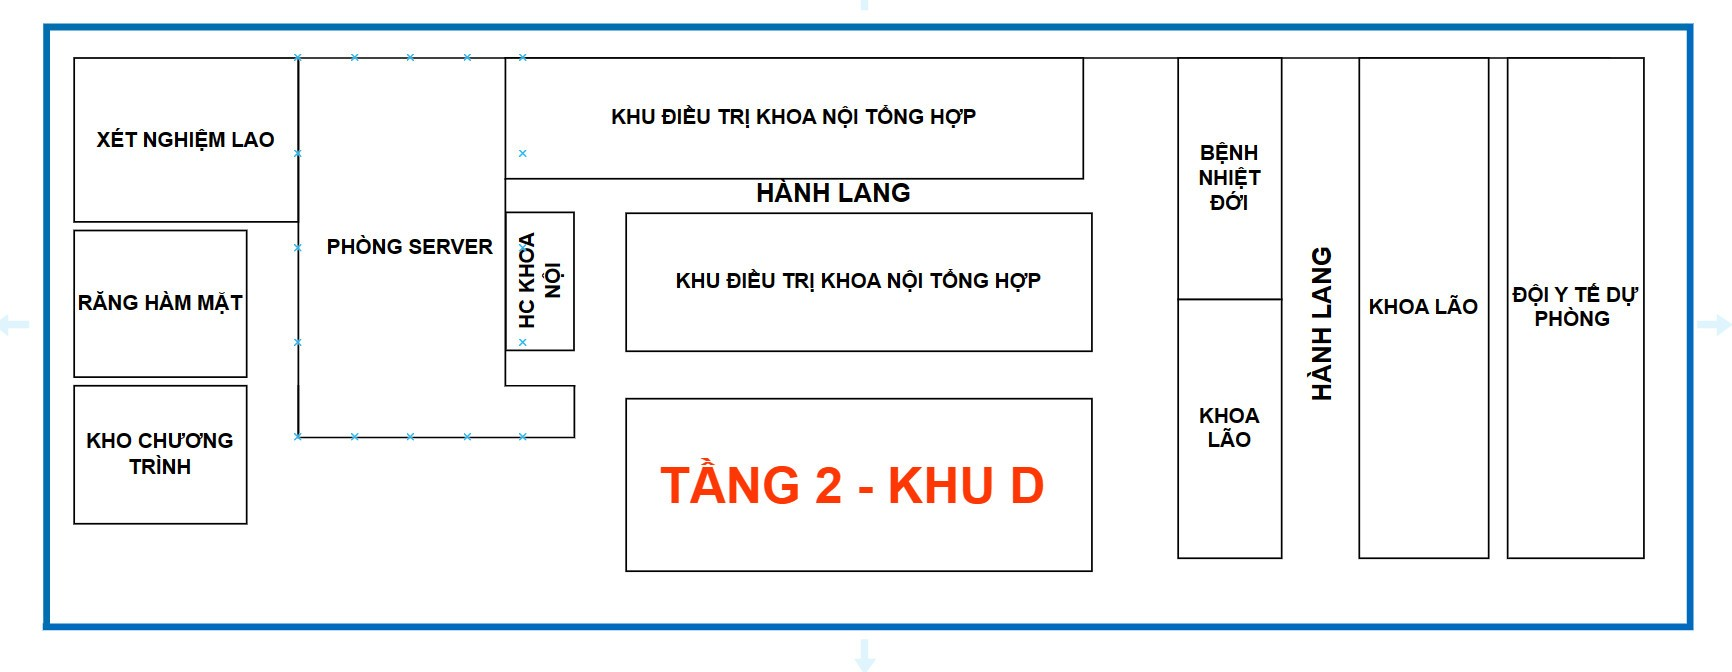 XÉT NGHIỆM LAO
RĂNG HÀM MẶT
KHO CHƯƠNG
TRÌNH
PHÒNG SERVER
KHU ĐIỀU TRỊ KHOA NỘI TỔNG HỢP
HÀNH LANG
HC KHOA
NỘI
KHU ĐIỀU TRỊ KHOA NỘI TỔNG HỢP
TẦNG 2 - KHU D
BỆNH
NHIỆT
ĐỚI
KHOA
LÃO
HÀNH LANG
KHOA LÃO
ĐỘI Y TẾ DỰ
PHÒNG